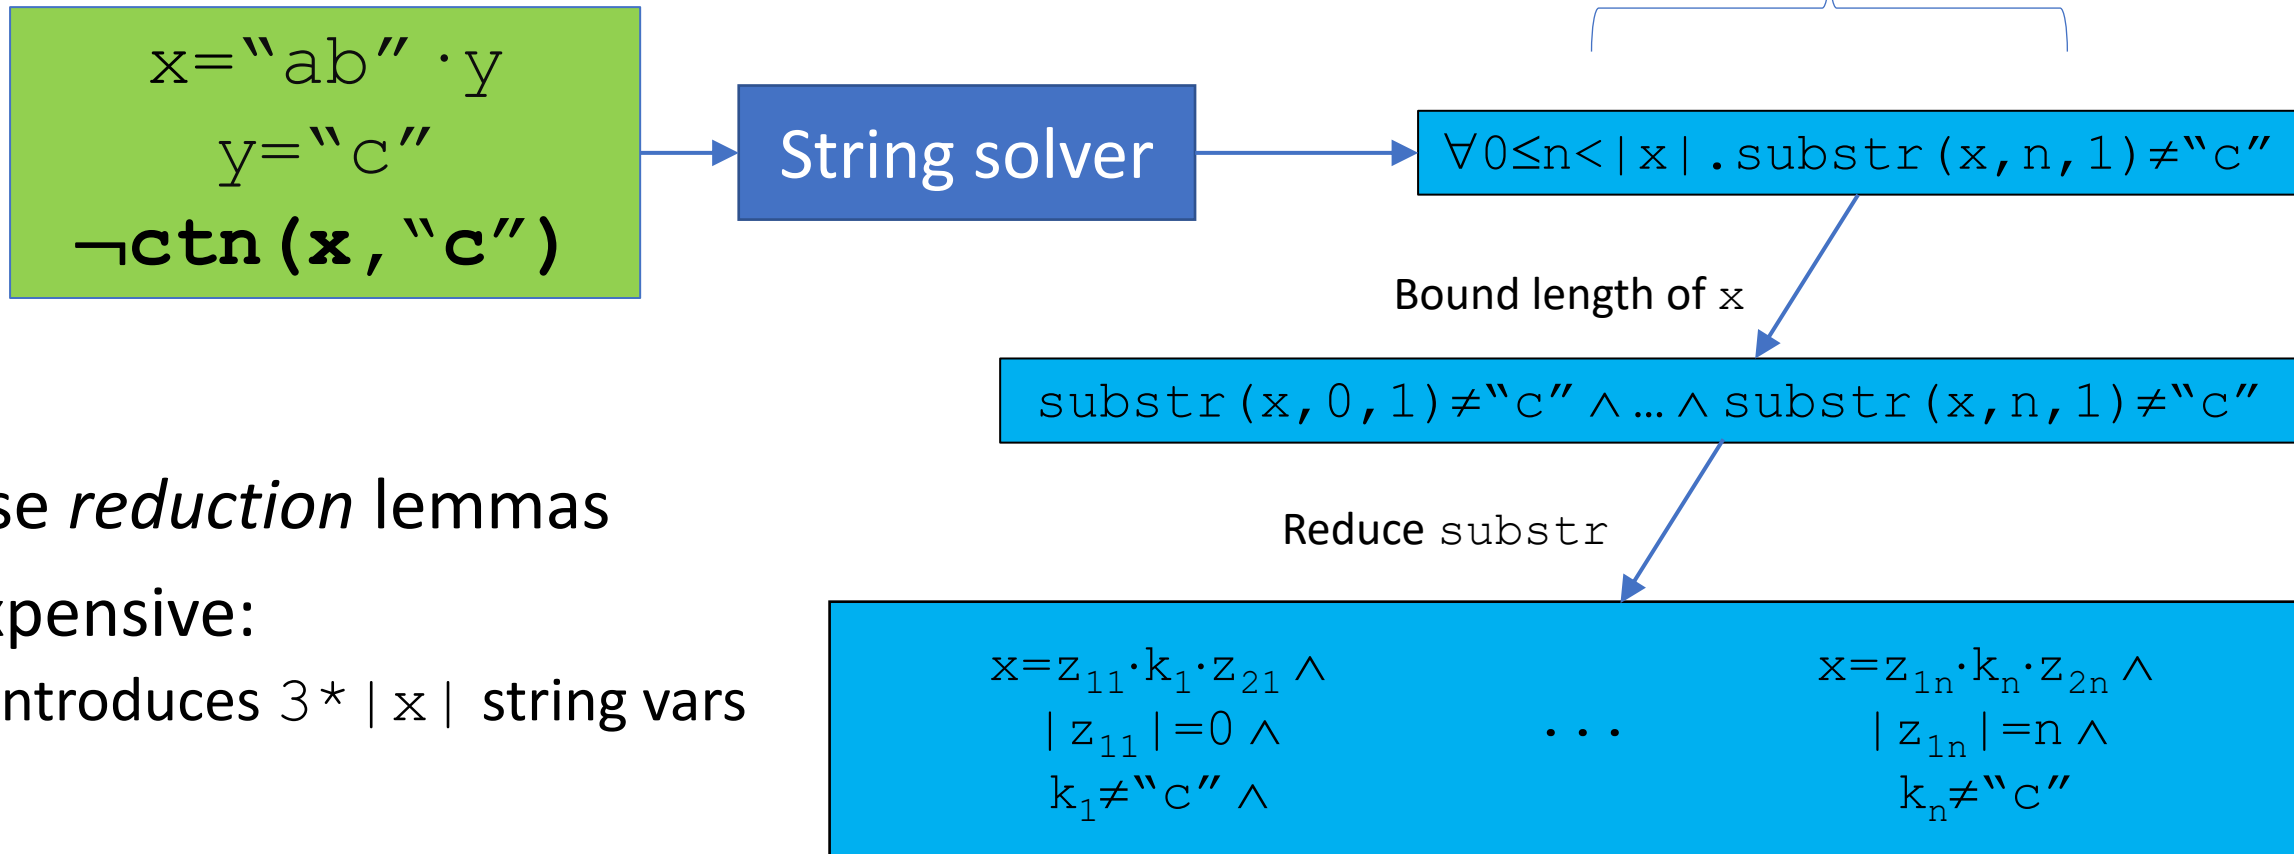 x=‟ab”·y
y=‟c”
¬ctn(x,‟c”)
String solver
∀0≤n<|x|.substr(x,n,1)≠‟c”
Bound length of x
substr(x,0,1)≠‟c” ∧ … ∧ substr(x,n,1)≠‟c”
se reduction lemmas
Reduce substr
xpensive:
ntroduces 3*|x| string vars
x=z₁₁·k₁·z₂₁ ∧
|z₁₁|=0 ∧
k₁≠‟c” ∧
...
x=z₁ₙ·kₙ·z₂ₙ ∧
|z₁ₙ|=n ∧
kₙ≠‟c”